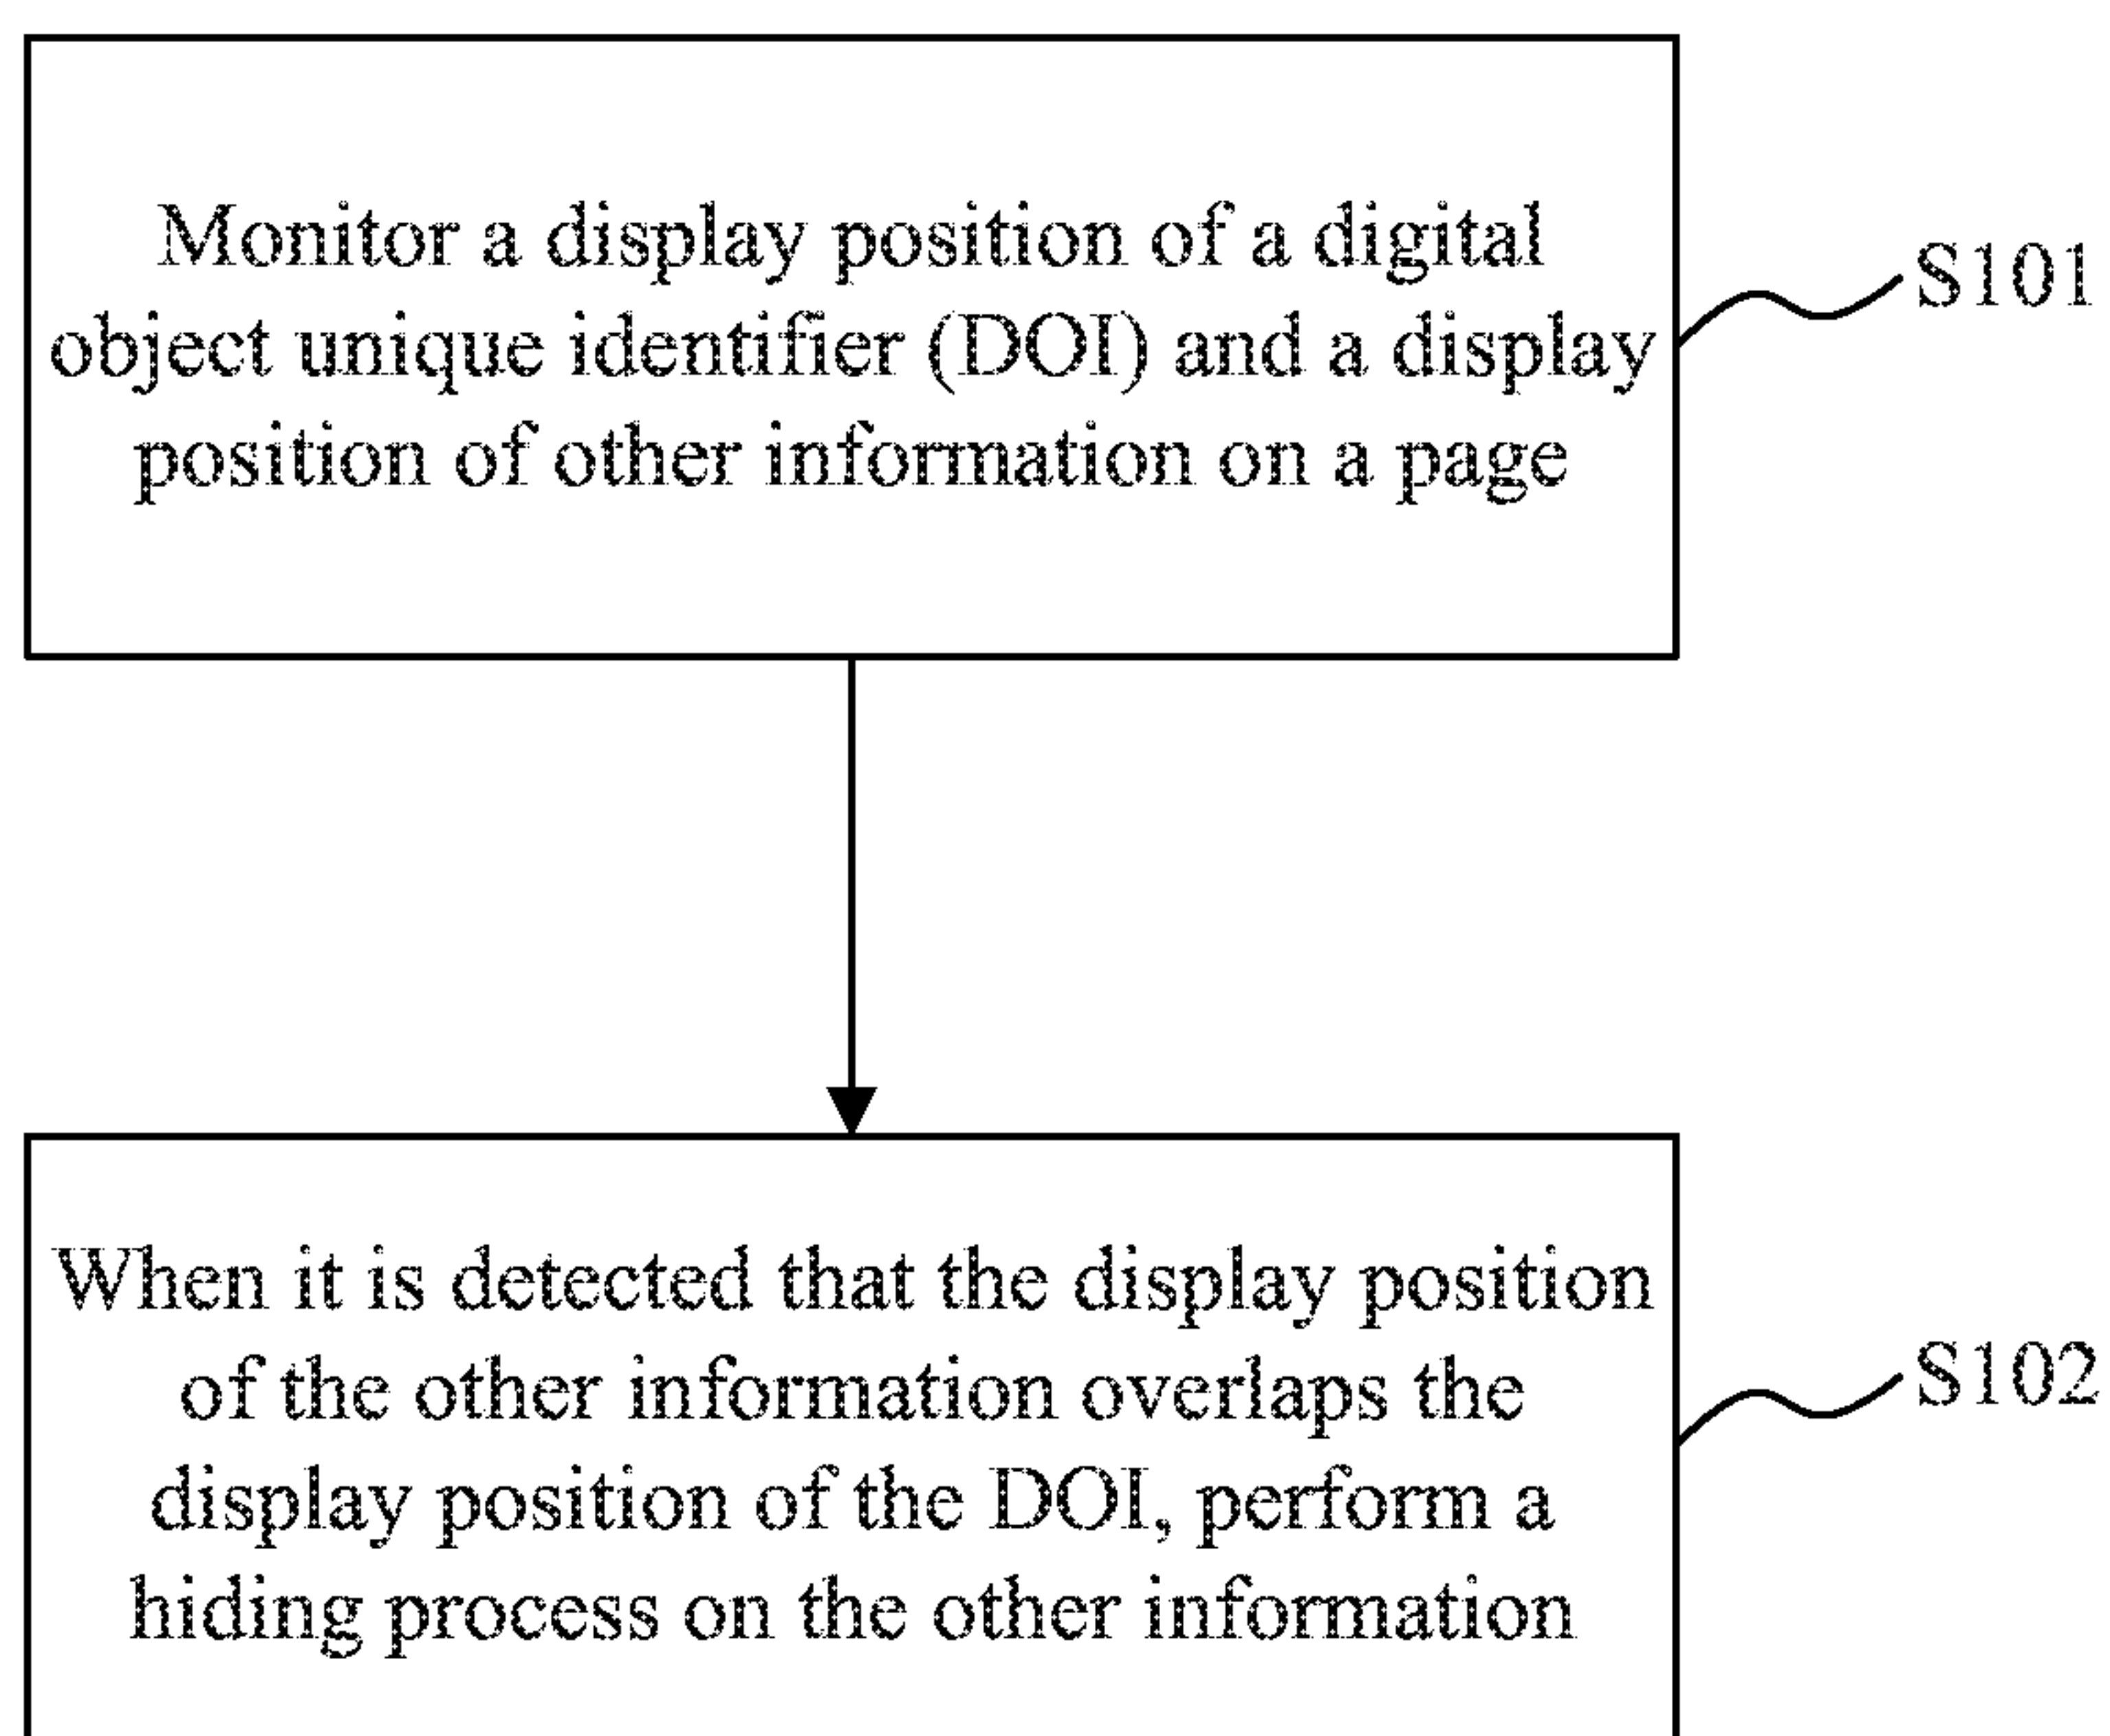 Monitor a display position of a digital
object unique identifier (DOI) and a display
position of other information on a page
S101
When it is detected that the display position
of the other information overlaps the
display position of the DOI, perform a
hiding process on the other information
S102